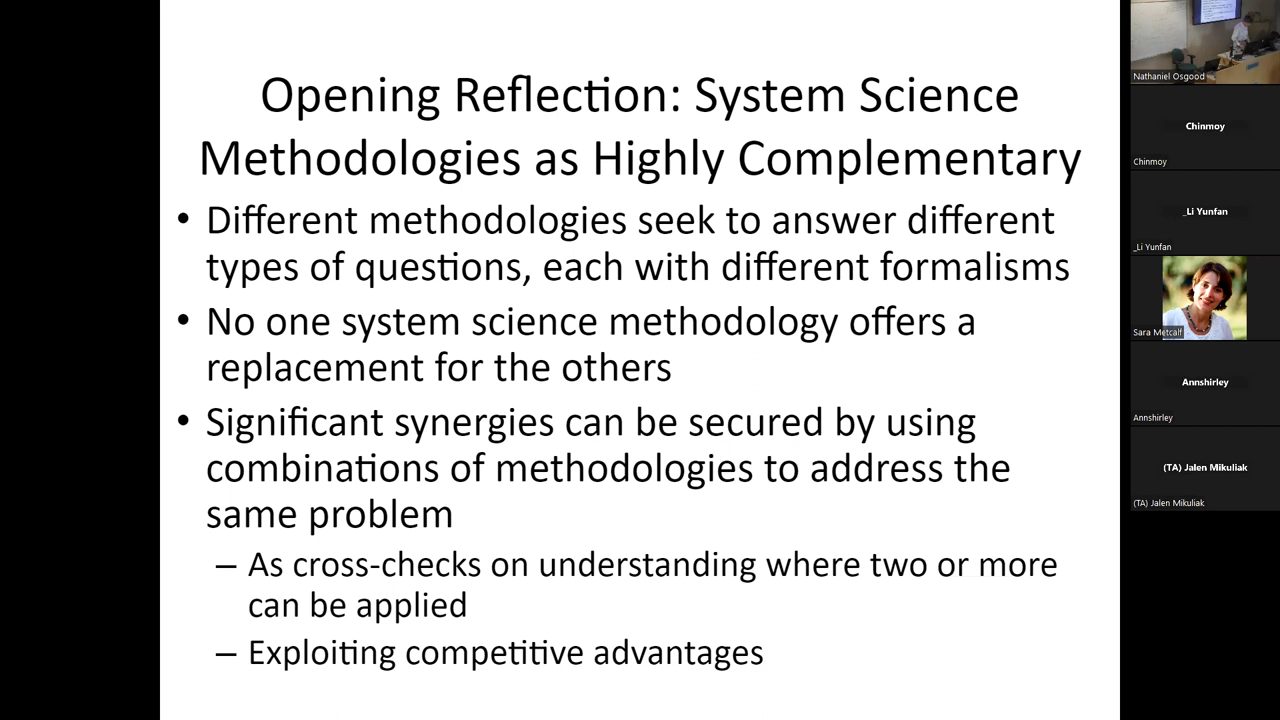 Opening Reflection: System Science
Methodologies as Highly Complementary
• Different methodologies seek to answer different
types of questions, each with different formalisms
• No one system science methodology offers a
replacement for the others
• Significant synergies can be secured by using
combinations of methodologies to address the
same problem
– As cross-checks on understanding where two or more
can be applied
– Exploiting competitive advantages
Nathaniel Osgood
Chinmoy
Chinmoy
_Li Yunfan
_Li Yunfan
Sara Metcalf
Annshirley
Annshirley
(TA) Jalen Mikuliak
(TA) Jalen Mikuliak